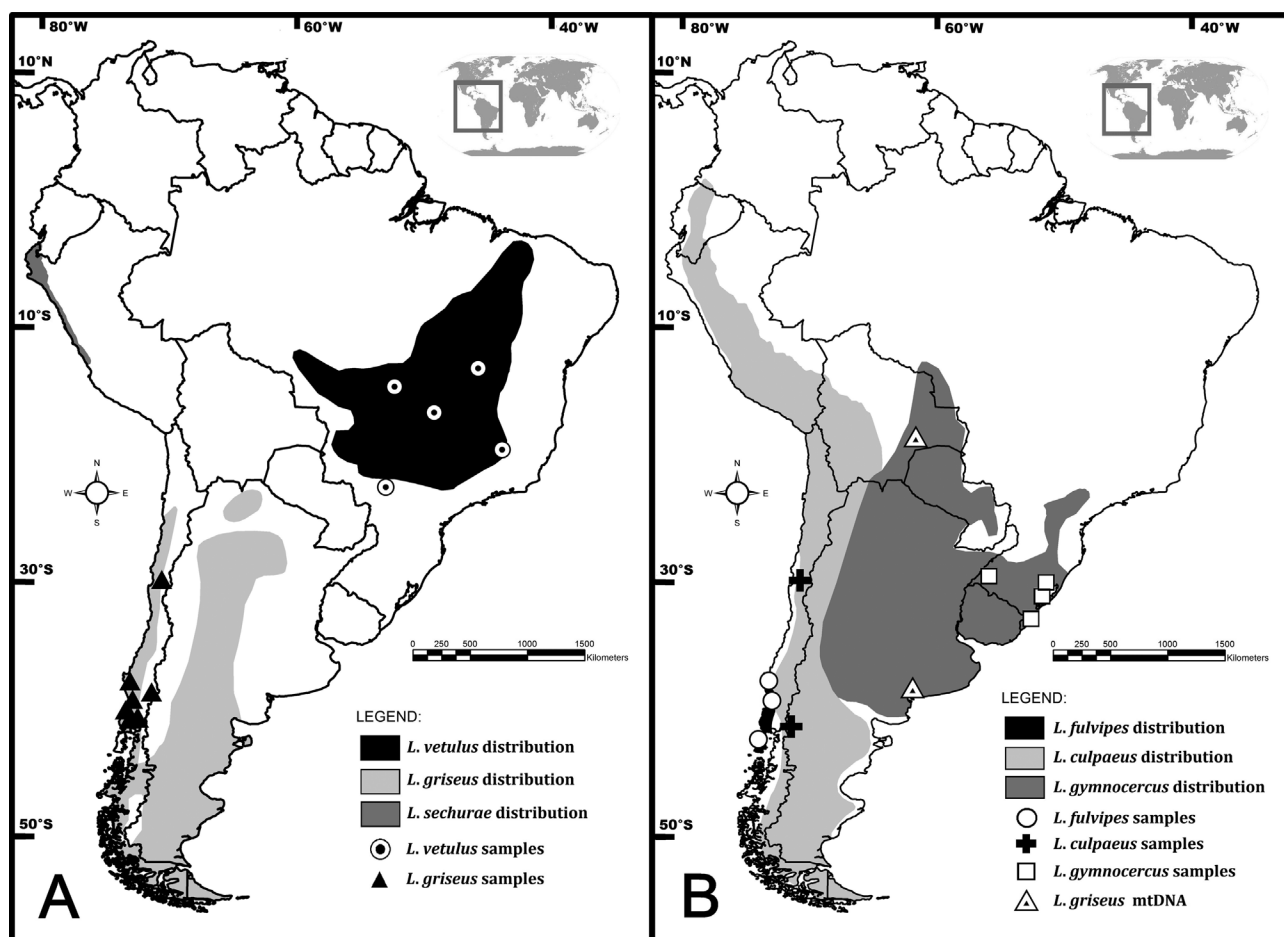 80°W 60°W 40°W
10°N
10°S
30°S
50°S
N
W E
S
0 250 500 1000 1500
Kilometers
LEGEND:
L. vetulus distribution
L. griseus distribution
L. sechurae distribution
L. vetulus samples
L. griseus samples
A
80°W 60°W 40°W
10°N
10°S
30°S
50°S
N
W E
S
0 250 500 1000 1500
Kilometers
LEGEND:
L. fulvipes distribution
L. culpaeus distribution
L. gymnocercus distribution
L. fulvipes samples
L. culpaeus samples
L. gymnocercus samples
L. griseus mtDNA
B